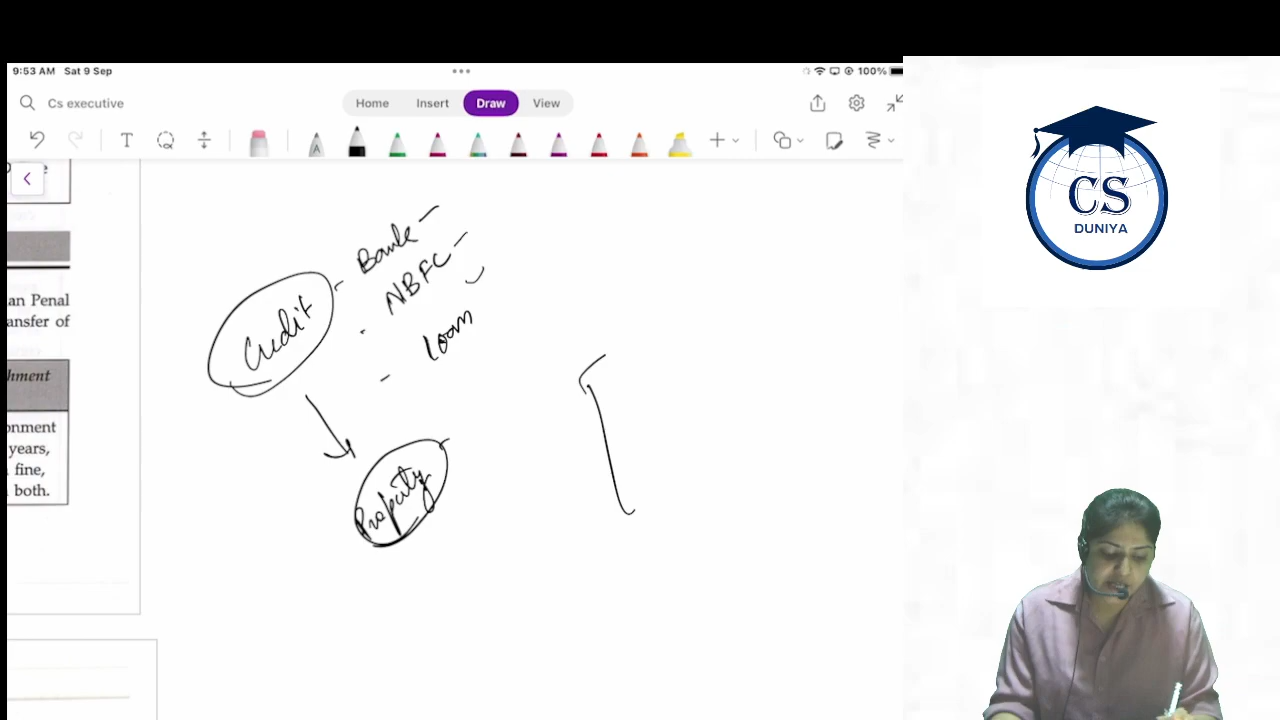 9:53 AM Sat 9 Sep
100%
Cs executive
Home Insert Draw View
A
an Penal
ansfer of
hment
onment
years,
fine,
both.
Credit
Bank
NBFC
Loan
Property
CS
DUNIYA